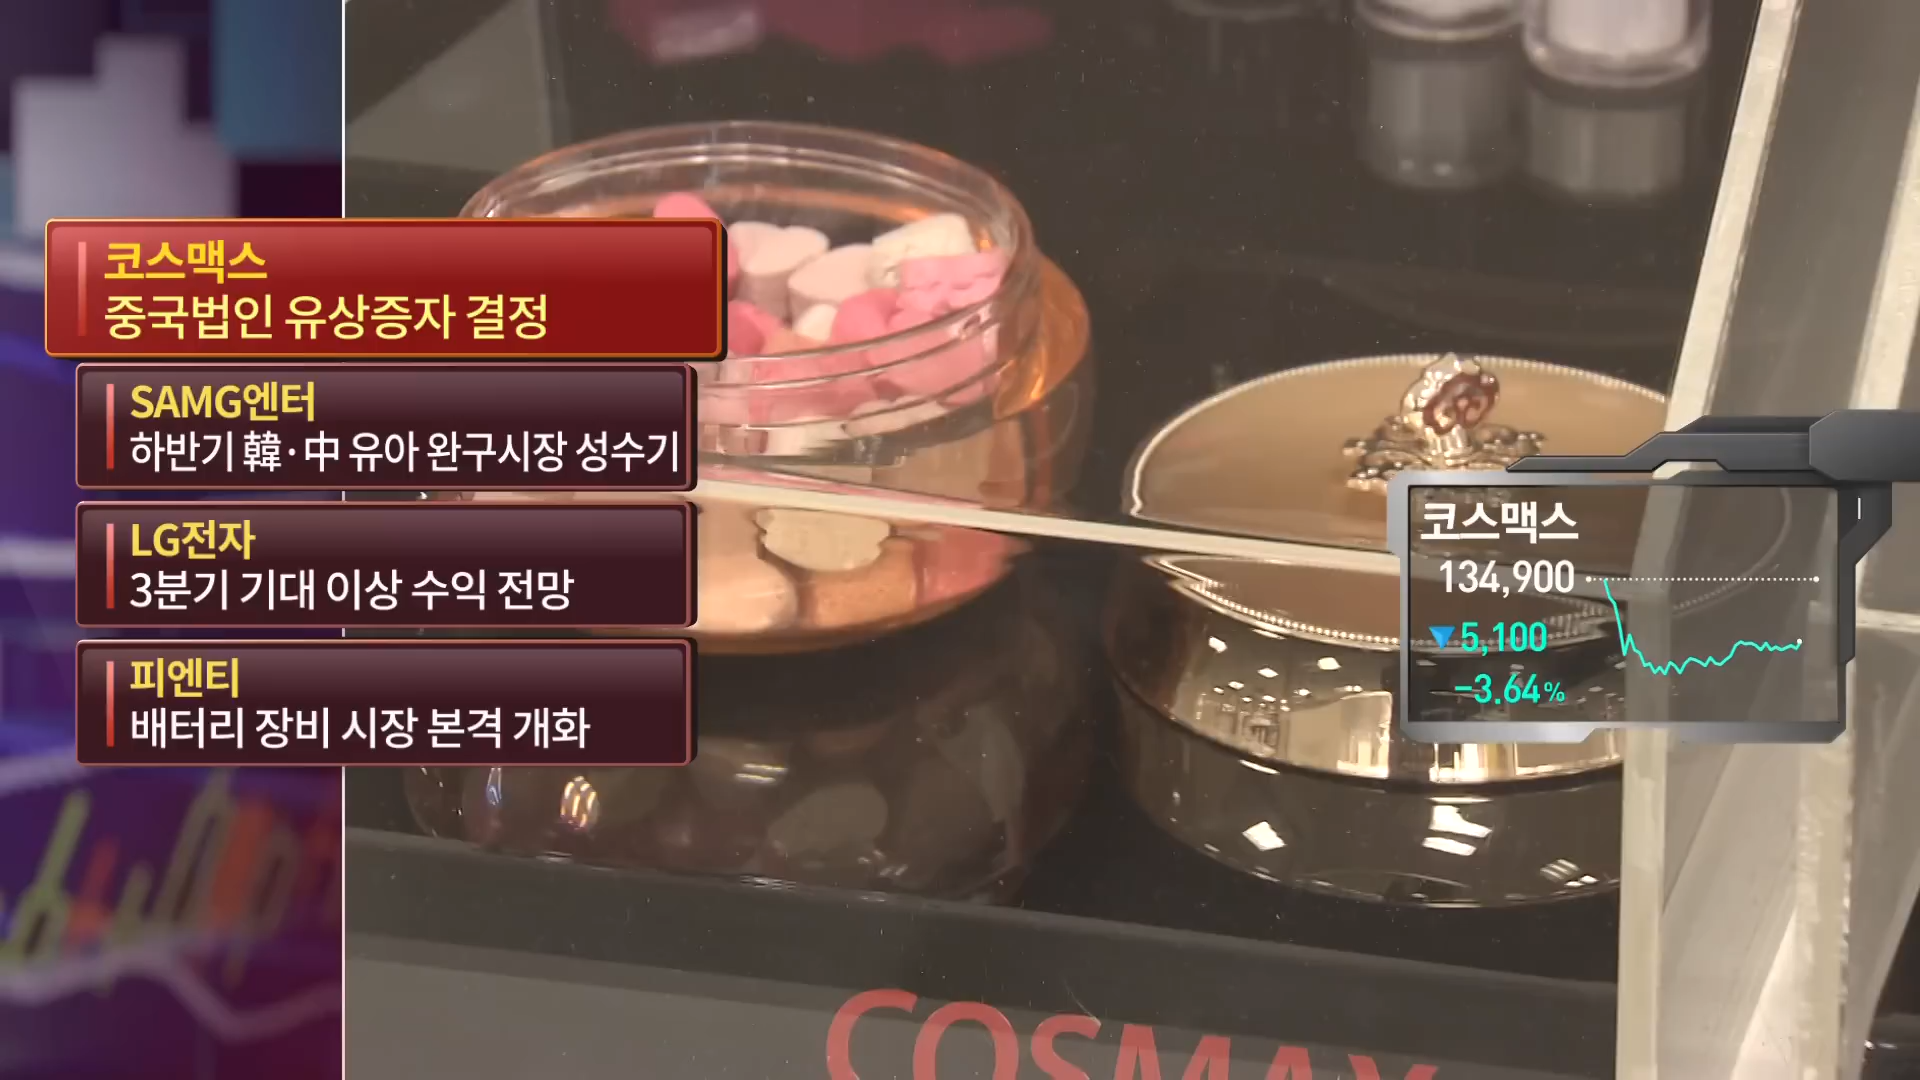 코스맥스
중국법인 유상증자 결정
SAMG엔터
하반기 韓·中 유아 완구시장 성수기
LG전자
3분기 기대 이상 수익 전망
피엔티
배터리 장비 시장 본격 개화
코스맥스
134,900
▼5,100
-3.64%
COSMAX